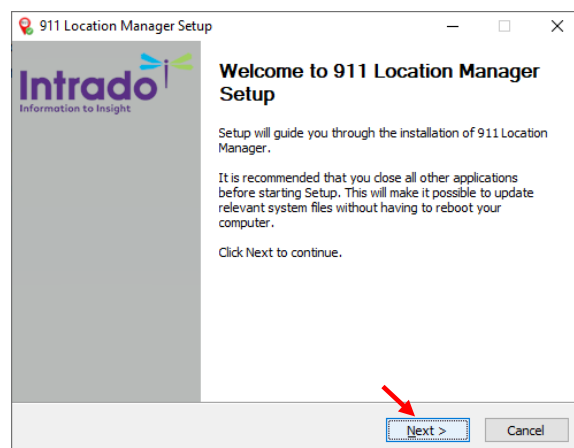 911 Location Manager Setup
Intrado
Information to Insight
Welcome to 911 Location Manager
Setup
Setup will guide you through the installation of 911 Location
Manager.
It is recommended that you close all other applications
before starting Setup. This will make it possible to update
relevant system files without having to reboot your
computer.
Click Next to continue.
Next >
Cancel